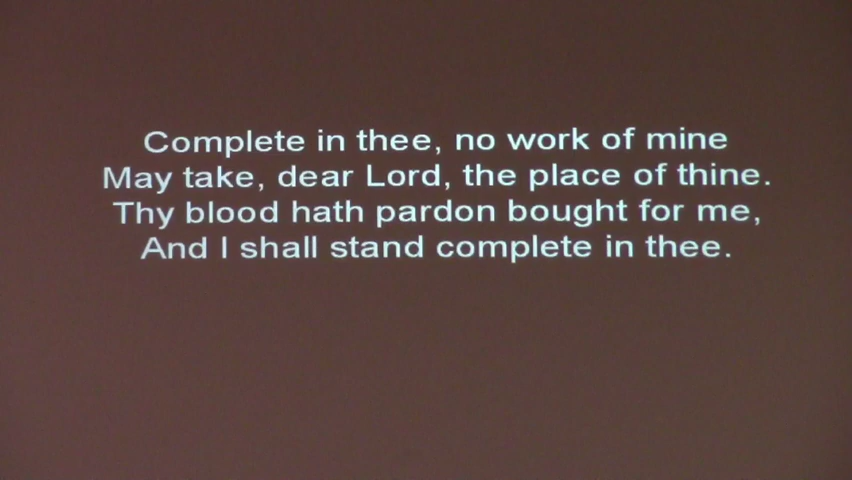 Complete in thee, no work of mine
May take, dear Lord, the place of thine.
Thy blood hath pardon bought for me,
And I shall stand complete in thee.